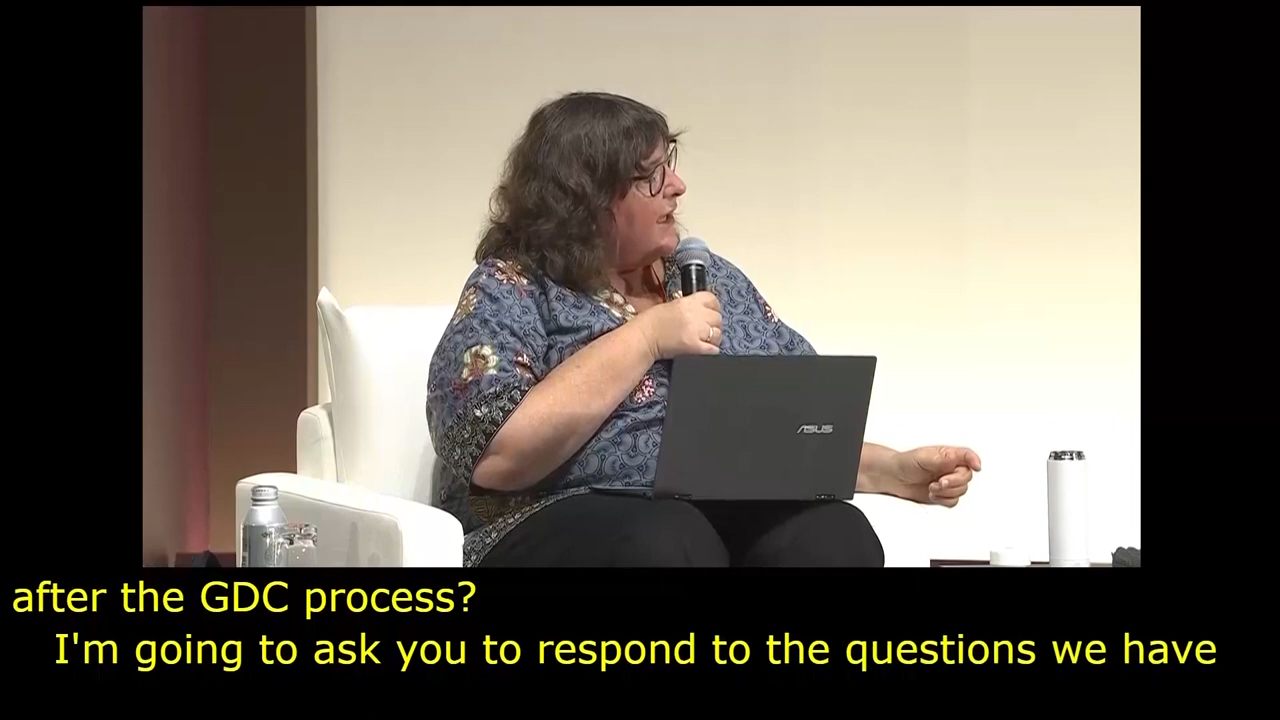 ASUS
after the GDC process?
I'm going to ask you to respond to the questions we have